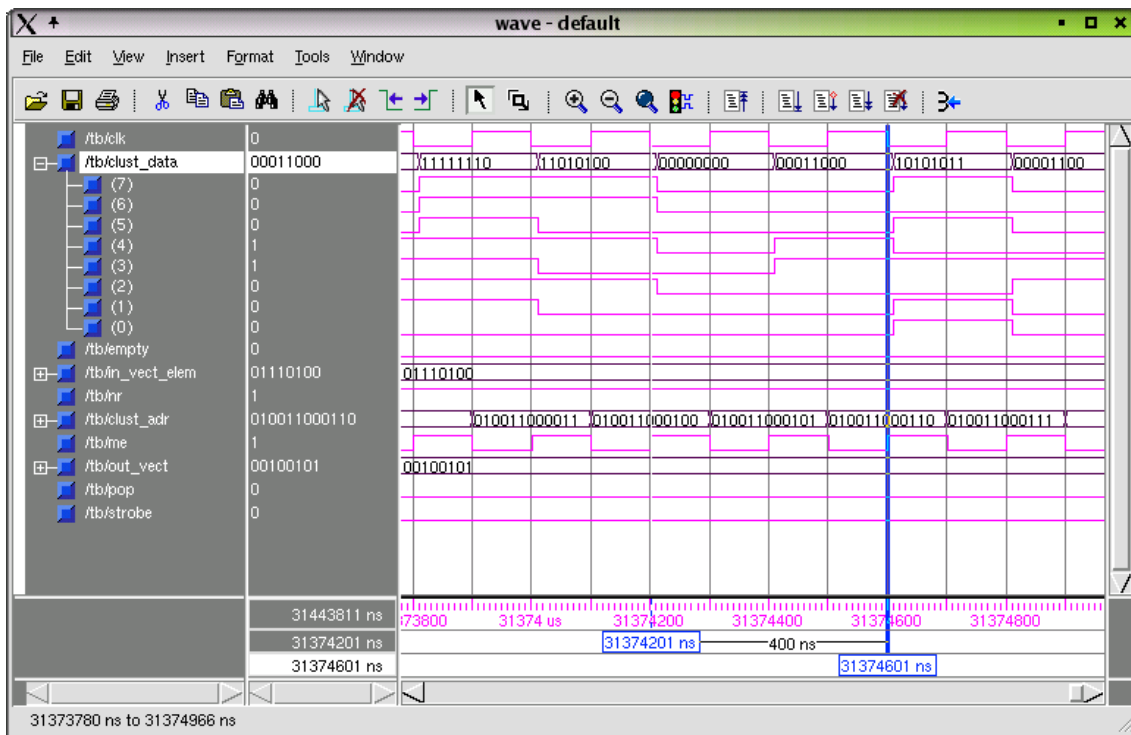 wave - default
File Edit View Insert Format Tools Window
/tb/clk 0
/tb/clust_data 00011000 11111110 11010100 00000000 00011000 10101011 00001100
(7) 0
(6) 0
(5) 0
(4) 1
(3) 1
(2) 0
(1) 0
(0) 0
/tb/empty 0
/tb/in_vect_elem 01110100 01110100
/tb/nr 1
/tb/clust_adr 010011000110 010011000011 010011000100 010011000101 010011000110 010011000111
/tb/me 1
/tb/out_vect 00100101 00100101
/tb/pop 0
/tb/strobe 0
31443811 ns 73800 31374 us 31374200 31374400 31374600 31374800
31374201 ns 31374201 ns 400 ns
31374601 ns 31374601 ns
31373780 ns to 31374966 ns